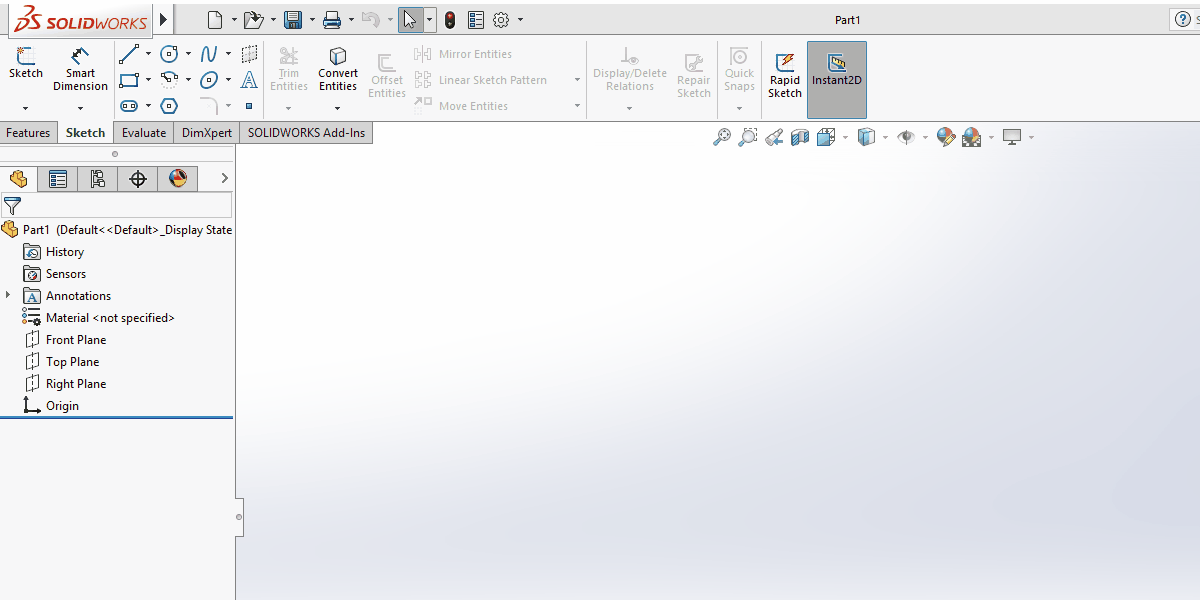 SOLIDWORKS
Part1
Sketch
Smart
Dimension
Trim
Entities
Convert
Entities
Offset
Entities
Mirror Entities
Linear Sketch Pattern
Move Entities
Display/Delete
Relations
Repair
Sketch
Quick
Snaps
Rapid
Sketch
Instant2D
Features Sketch Evaluate DimXpert SOLIDWORKS Add-Ins
Part1 (Default<<Default>_Display State
History
Sensors
Annotations
Material <not specified>
Front Plane
Top Plane
Right Plane
Origin